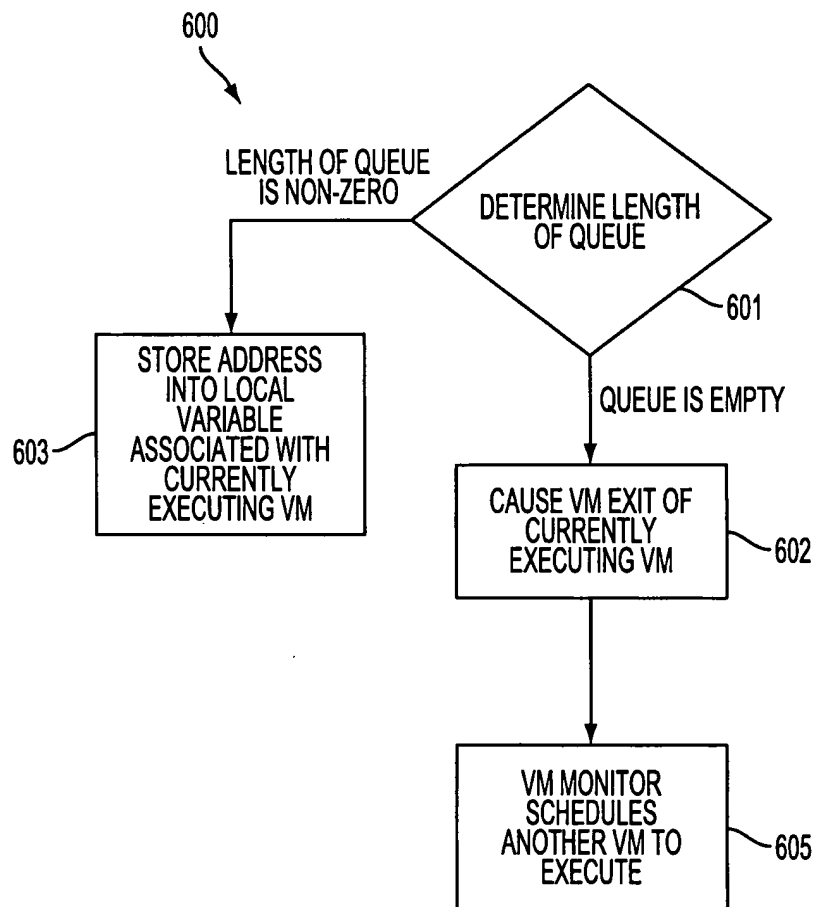 600
LENGTH OF QUEUE
IS NON-ZERO
DETERMINE LENGTH
OF QUEUE
601
STORE ADDRESS
INTO LOCAL
VARIABLE
ASSOCIATED WITH
CURRENTLY
EXECUTING VM
603
QUEUE IS EMPTY
CAUSE VM EXIT OF
CURRENTLY
EXECUTING VM
602
VM MONITOR
SCHEDULES
ANOTHER VM TO
EXECUTE
605